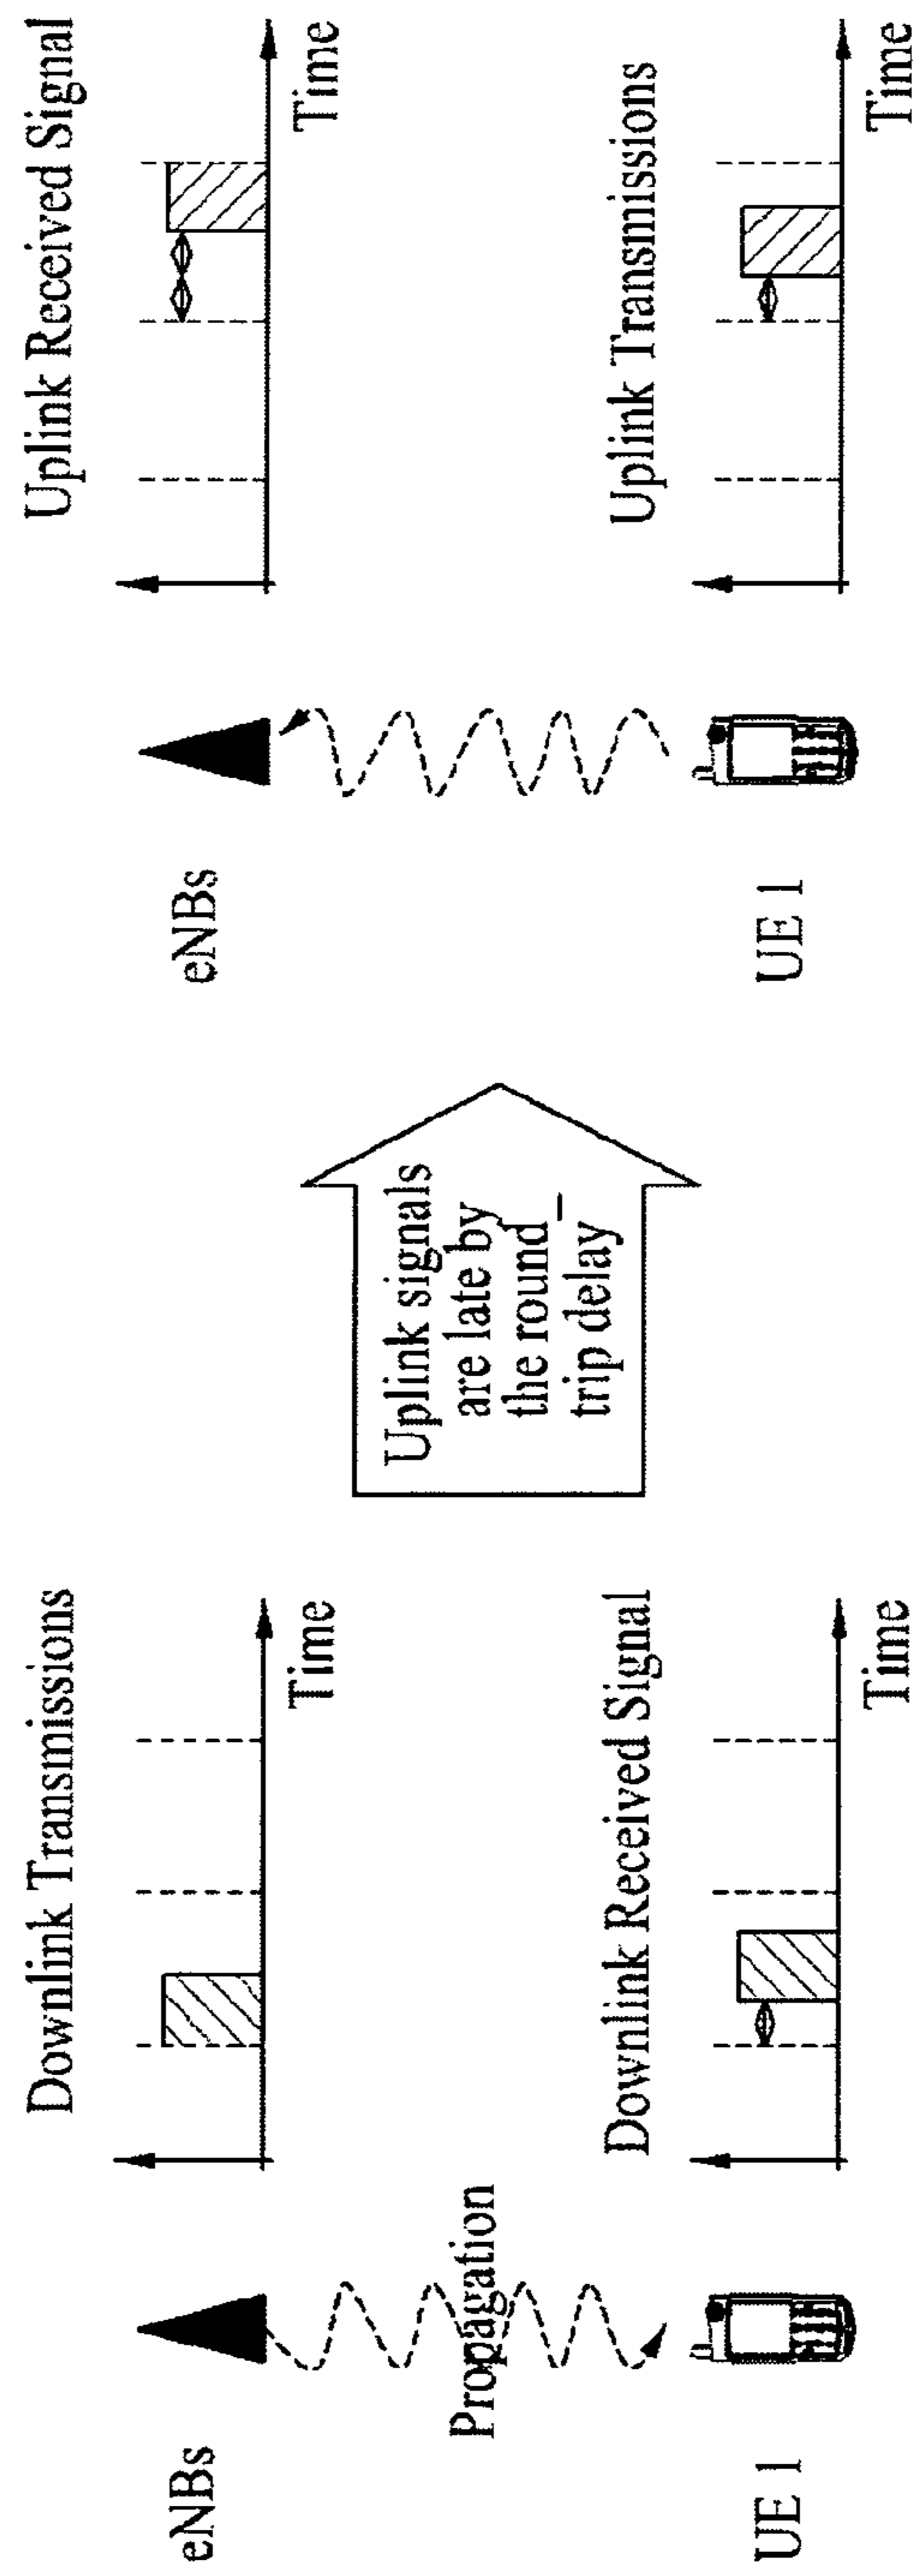 eNBs
Downlink Transmissions
Time
Propagation
UE 1
Downlink Received Signal
Time
Uplink signals
are late by
the round–
trip delay
eNBs
Uplink Received Signal
Time
UE 1
Uplink Transmissions
Time